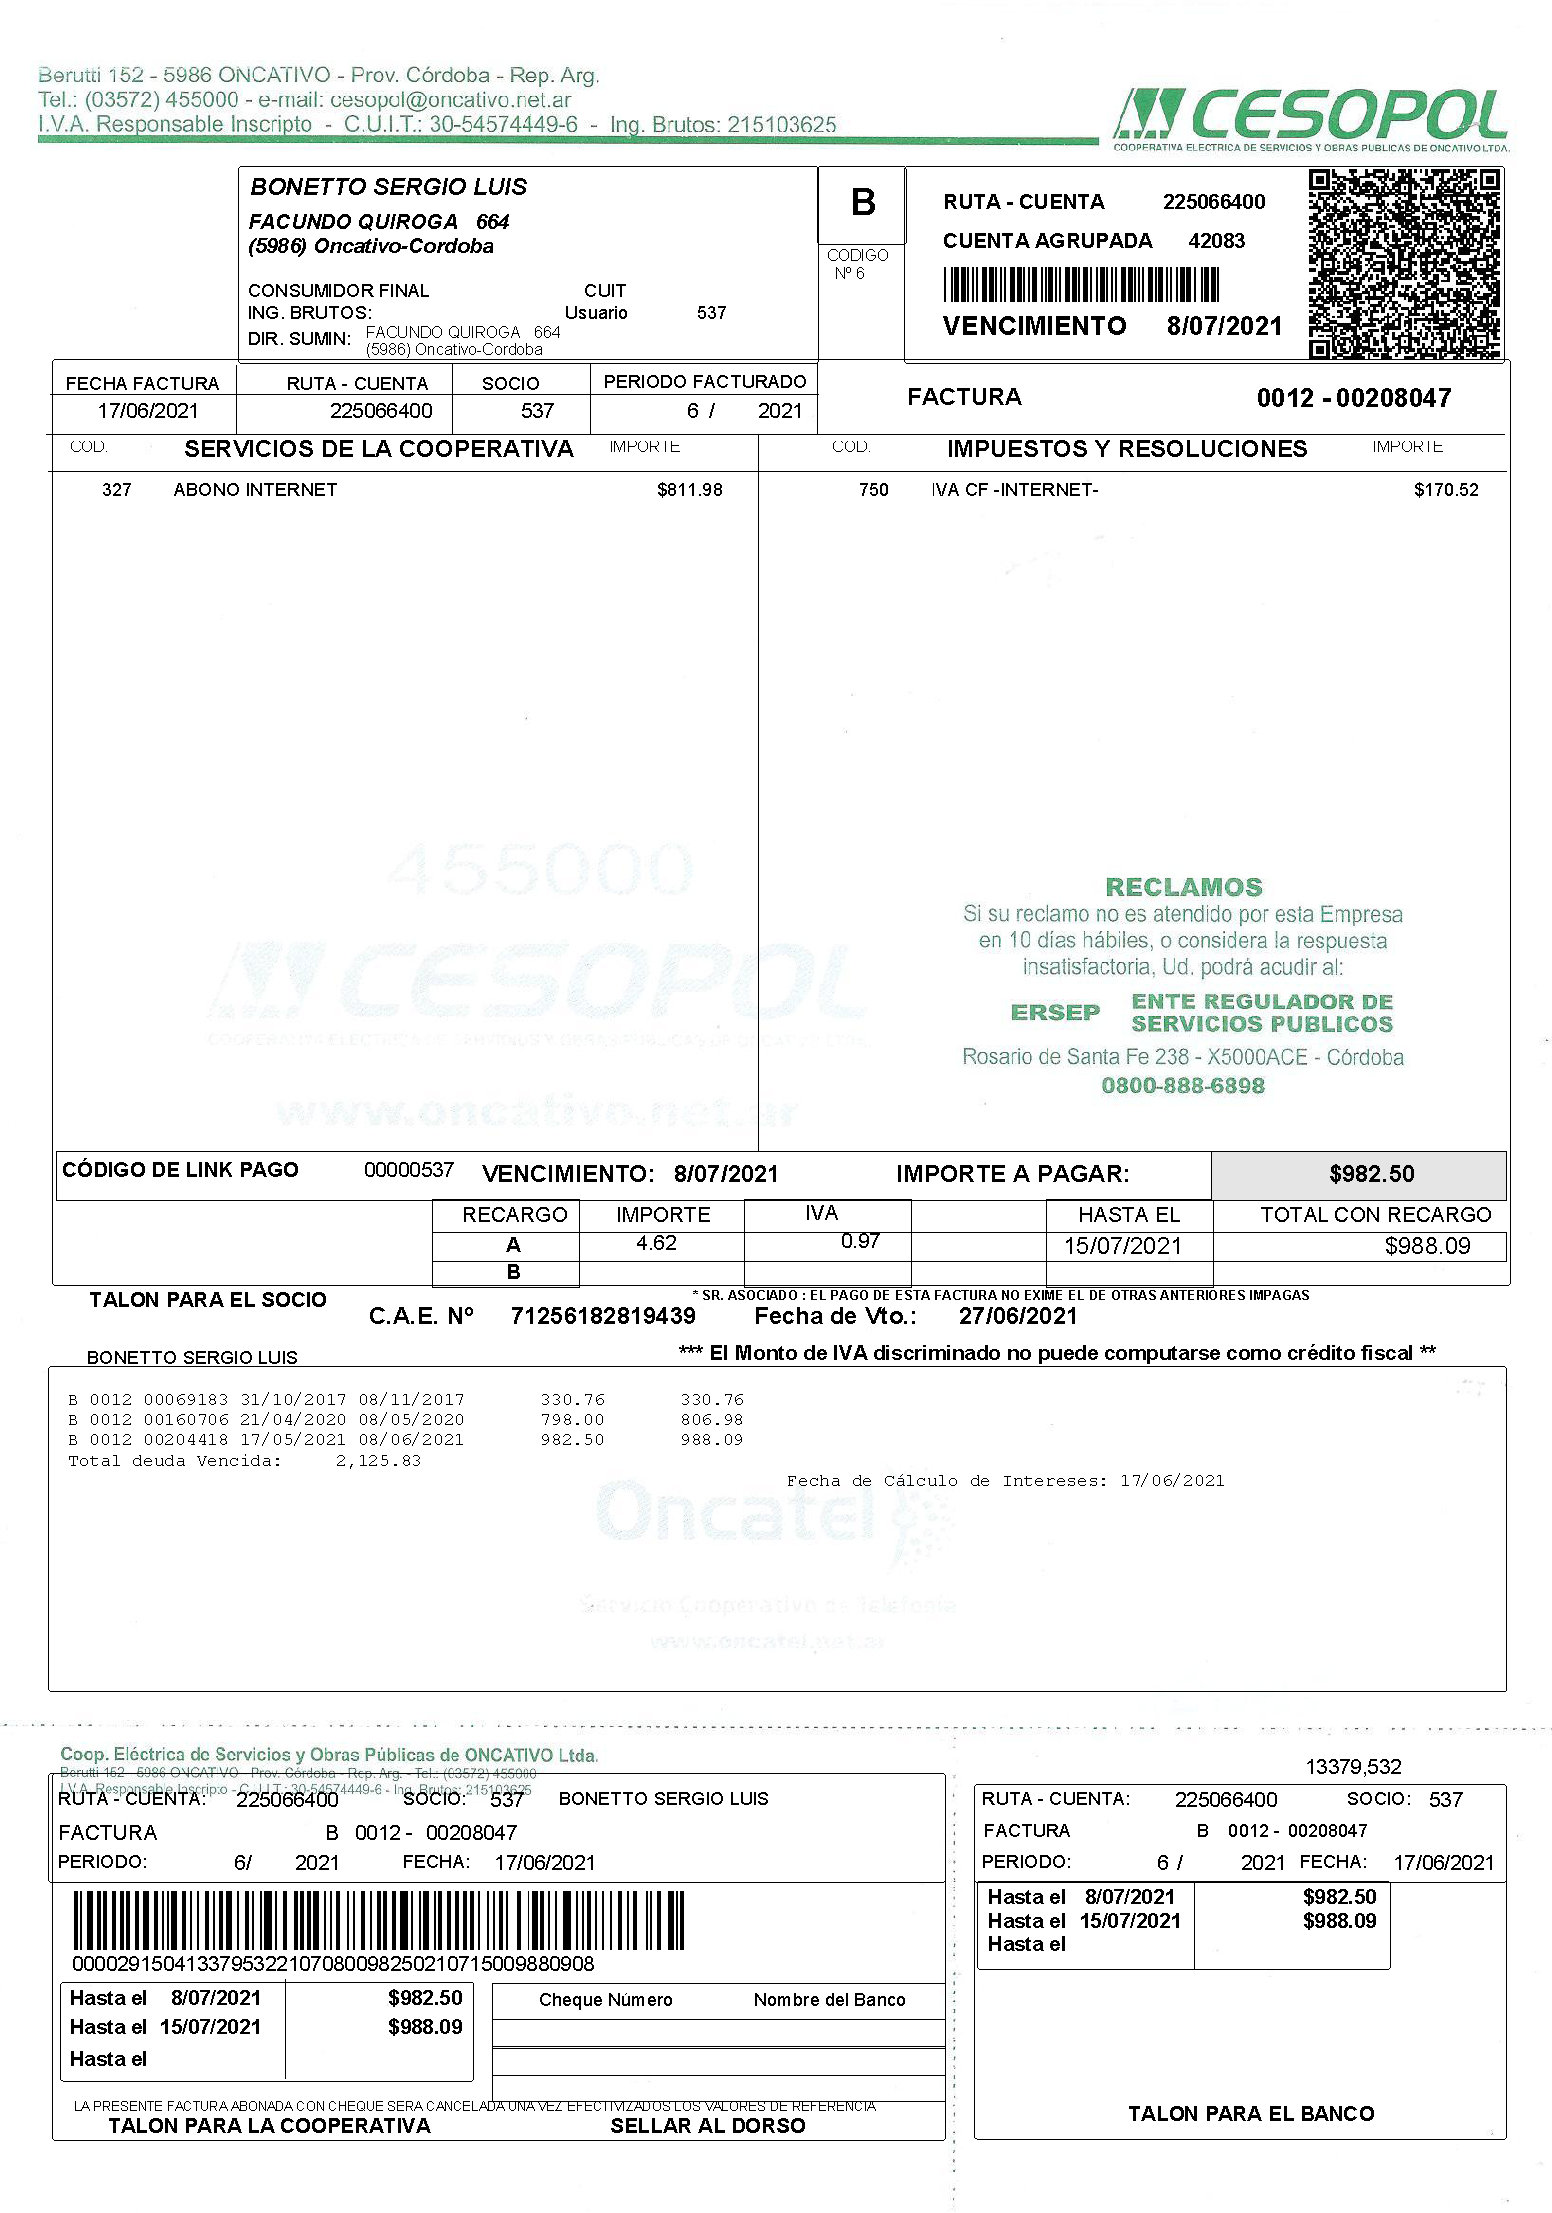 Berutti 152 - 5986 ONCATIVO - Prov. Córdoba - Rep. Arg.
Tel.: (03572) 455000 - e-mail: cesopol@oncativo.net.ar
I.V.A. Responsable Inscripto - C.U.I.T.: 30-54574449-6 - Ing. Brutos: 215103625
CESOPOL
COOPERATIVA ELECTRICA DE SERVICIOS Y OBRAS PUBLICAS DE ONCATIVO LTDA.
BONETTO SERGIO LUIS
FACUNDO QUIROGA 664
(5986) Oncativo-Cordoba
CONSUMIDOR FINAL CUIT
ING. BRUTOS: Usuario 537
DIR. SUMIN: FACUNDO QUIROGA 664
(5986) Oncativo-Cordoba
B
CODIGO
Nº 6
RUTA - CUENTA 225066400
CUENTA AGRUPADA 42083
VENCIMIENTO 8/07/2021
FECHA FACTURA RUTA - CUENTA SOCIO PERIODO FACTURADO
17/06/2021 225066400 537 6 / 2021
FACTURA 0012 - 00208047
COD. SERVICIOS DE LA COOPERATIVA IMPORTE COD. IMPUESTOS Y RESOLUCIONES IMPORTE
327 ABONO INTERNET $811.98 750 IVA CF -INTERNET- $170.52
455000
CESOPOL
COOPERATIVA ELECTRICA DE SERVICIOS Y OBRAS PUBLICAS DE ONCATIVO LTDA.
www.oncativo.net.ar
RECLAMOS
Si su reclamo no es atendido por esta Empresa
en 10 días hábiles, o considera la respuesta
insatisfactoria, Ud. podrá acudir al:
ERSEP ENTE REGULADOR DE
SERVICIOS PUBLICOS
Rosario de Santa Fe 238 - X5000ACE - Córdoba
0800-888-6898
CÓDIGO DE LINK PAGO 00000537 VENCIMIENTO: 8/07/2021 IMPORTE A PAGAR: $982.50
RECARGO IMPORTE IVA HASTA EL TOTAL CON RECARGO
A 4.62 0.97 15/07/2021 $988.09
B
TALON PARA EL SOCIO
* SR. ASOCIADO : EL PAGO DE ESTA FACTURA NO EXIME EL DE OTRAS ANTERIORES IMPAGAS
C.A.E. Nº 71256182819439 Fecha de Vto.: 27/06/2021
BONETTO SERGIO LUIS
*** El Monto de IVA discriminado no puede computarse como crédito fiscal **
B 0012 00069183 31/10/2017 08/11/2017 330.76 330.76
B 0012 00160706 21/04/2020 08/05/2020 798.00 806.98
B 0012 00204418 17/05/2021 08/06/2021 982.50 988.09
Total deuda Vencida: 2,125.83
Fecha de Cálculo de Intereses: 17/06/2021
Oncatel
Servicio Cooperativo de Telefonía
www.oncatel.net.ar
Coop. Eléctrica de Servicios y Obras Públicas de ONCATIVO Ltda.
Berutti 152 - 5986 ONCATIVO - Prov. Córdoba - Rep. Arg. - Tel.: (03572) 455000
I.V.A. Responsable Inscripto - C.U.I.T.: 30-54574449-6 - Ing. Brutos: 215103625
RUTA - CUENTA: 225066400 SOCIO: 537 BONETTO SERGIO LUIS
FACTURA B 0012 - 00208047
PERIODO: 6/ 2021 FECHA: 17/06/2021
00002915041337953221070800982502107150098​80908
Hasta el 8/07/2021 $982.50
Hasta el 15/07/2021 $988.09
Hasta el
Cheque Número Nombre del Banco
LA PRESENTE FACTURA ABONADA CON CHEQUE SERA CANCELADA UNA VEZ EFECTIVIZADOS LOS VALORES DE REFERENCIA
TALON PARA LA COOPERATIVA SELLAR AL DORSO
13379,532
RUTA - CUENTA: 225066400 SOCIO: 537
FACTURA B 0012 - 00208047
PERIODO: 6 / 2021 FECHA: 17/06/2021
Hasta el 8/07/2021 $982.50
Hasta el 15/07/2021 $988.09
Hasta el
TALON PARA EL BANCO